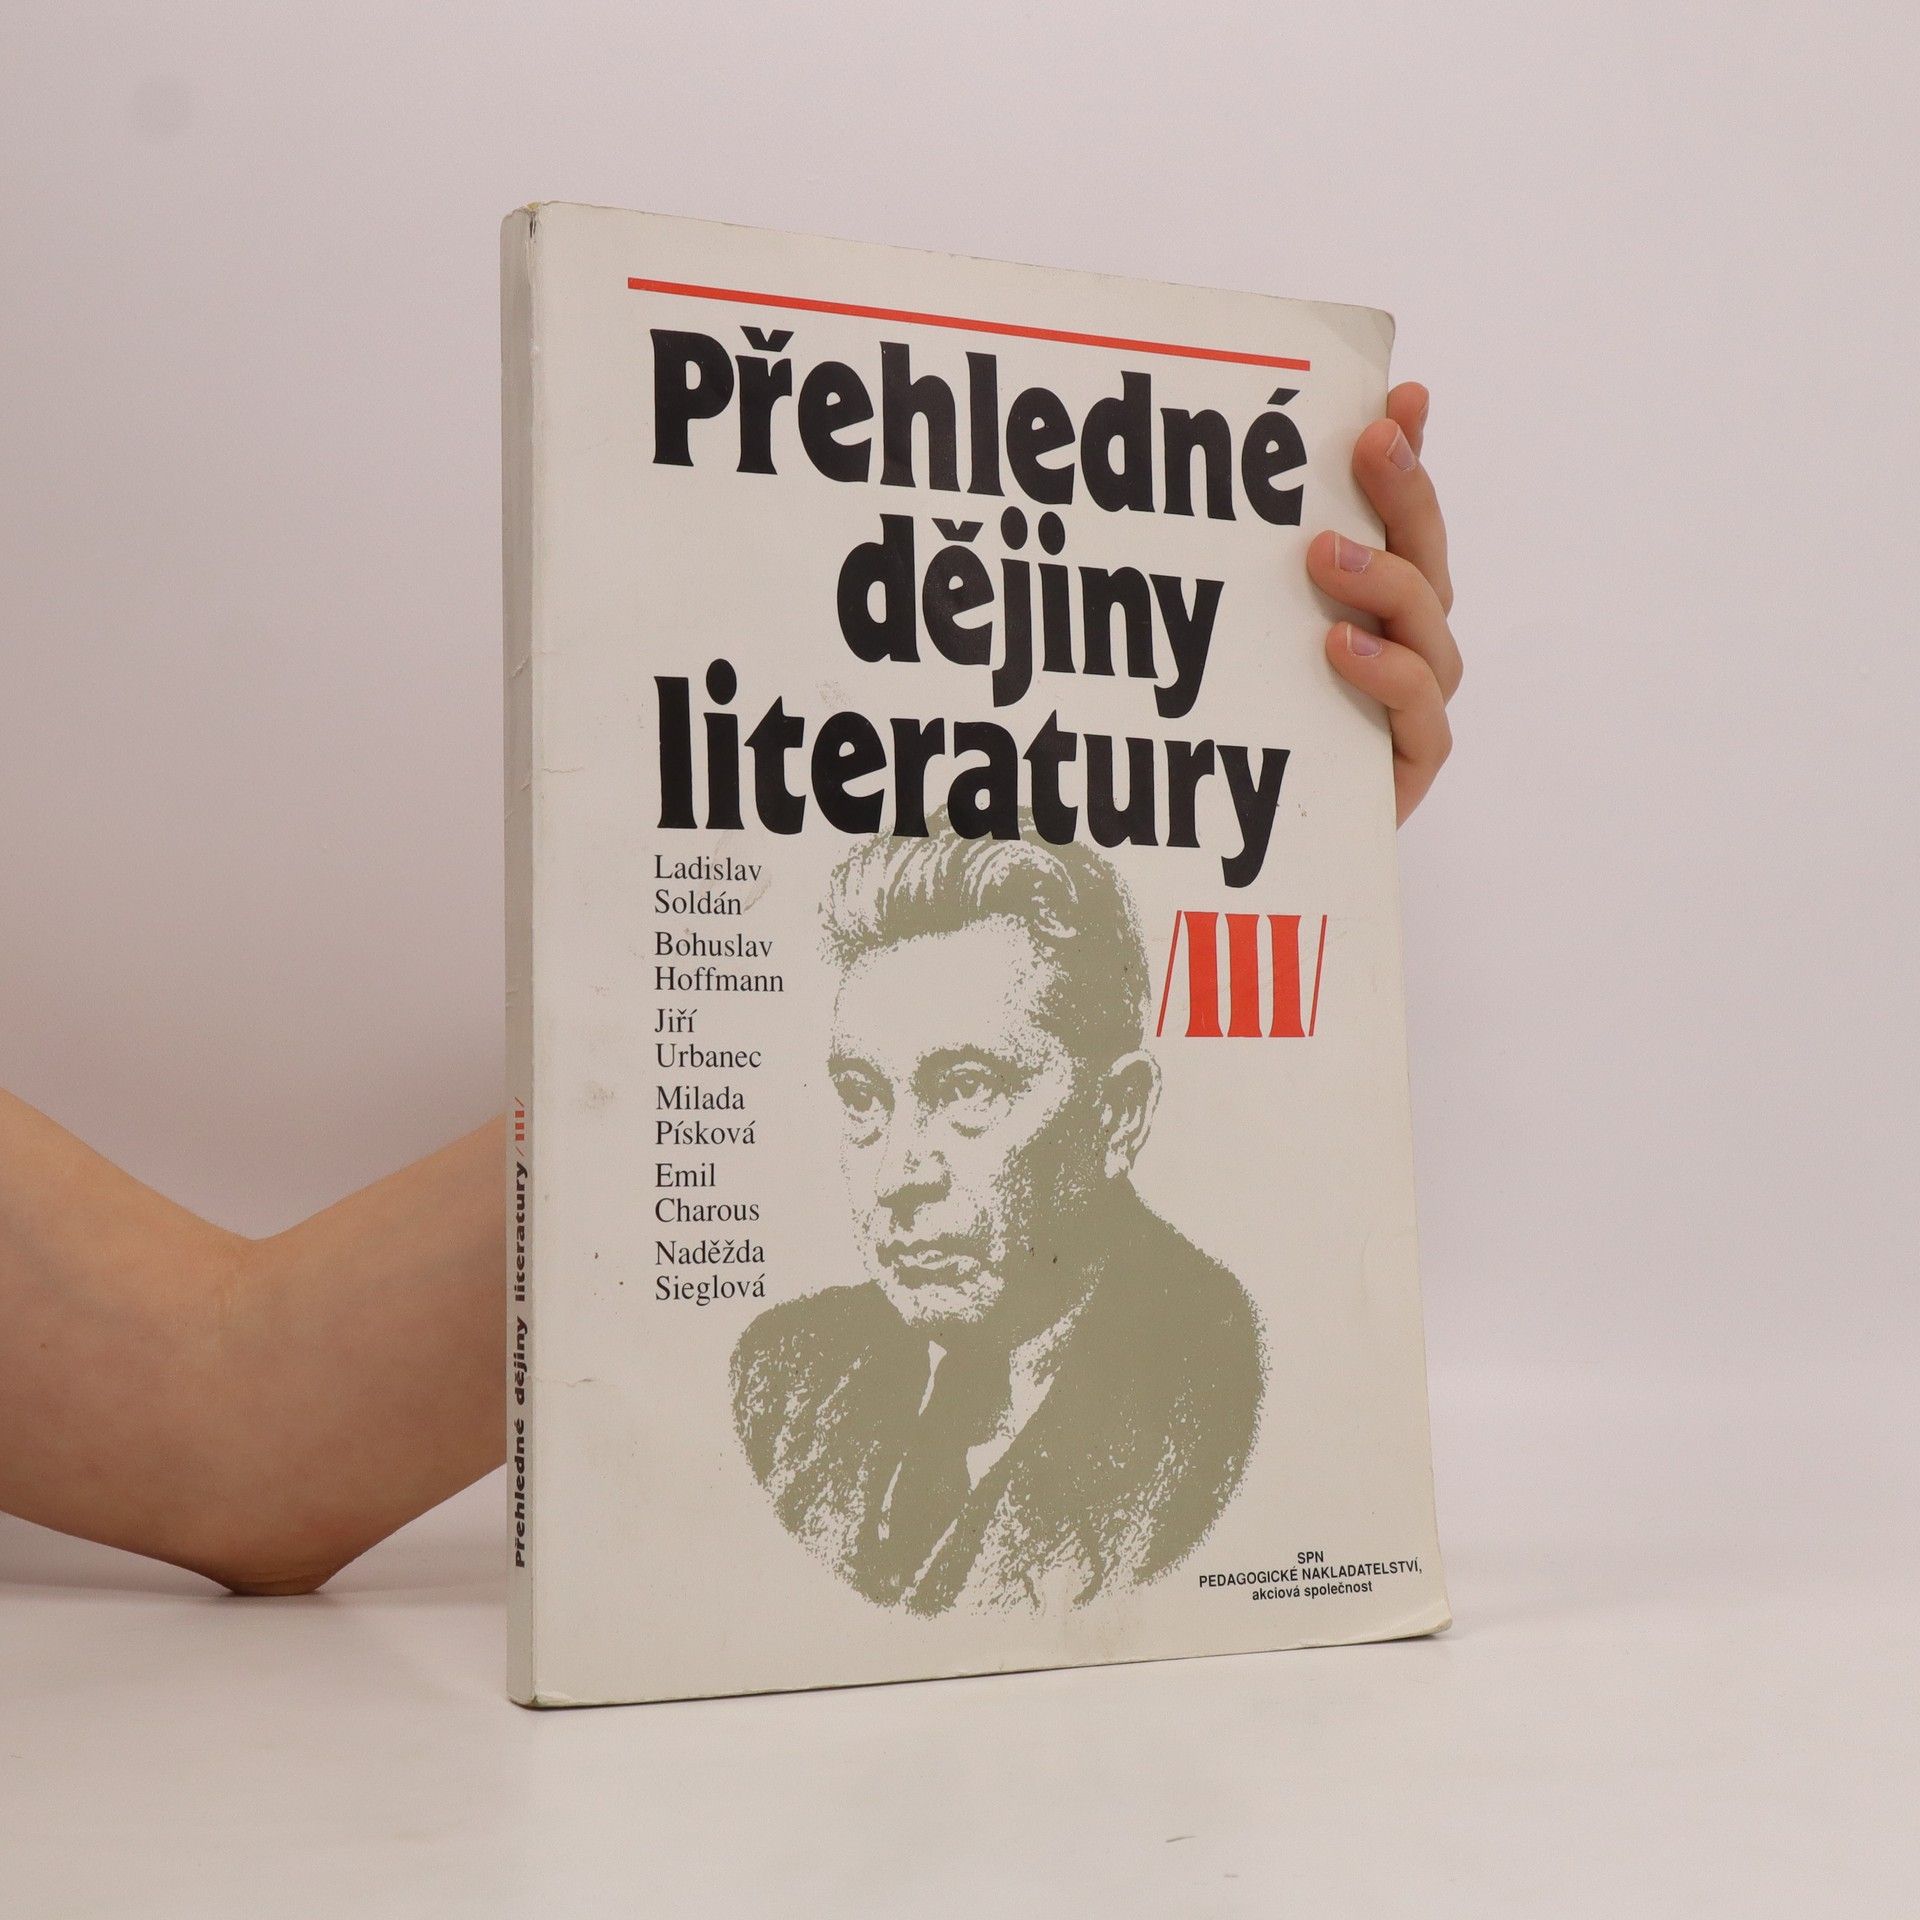 Přehledné
dějiny
literatury
/III/
Ladislav
Soldán
Bohuslav
Hoffmann
Jiří
Urbanec
Milada
Písková
Emil
Charous
Naděžda
Sieglová
SPN
PEDAGOGICKÉ NAKLADATELSTVÍ,
akciová společnost
Přehledné dějiny literatury /III/